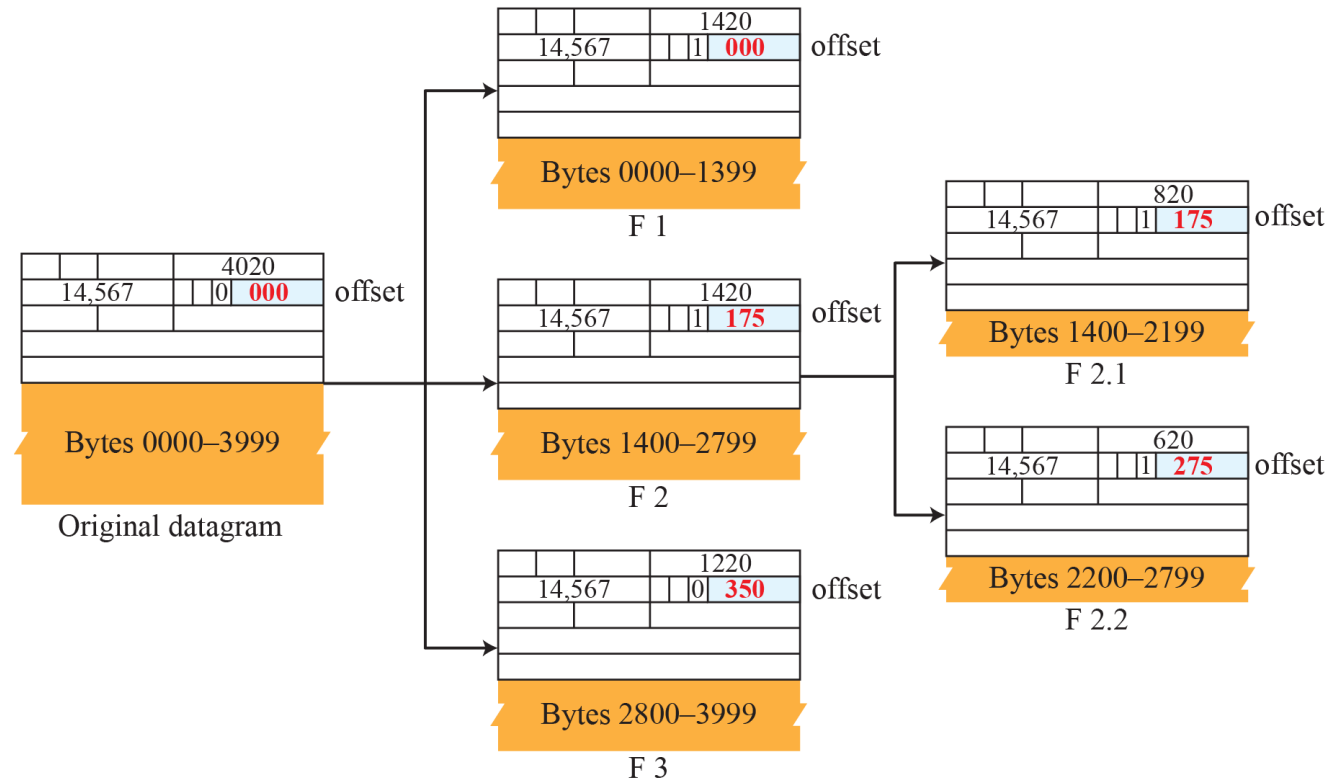 4020
14,567 0 000 offset
Bytes 0000–3999
Original datagram
1420
14,567 1 000 offset
Bytes 0000–1399
F 1
1420
14,567 1 175 offset
Bytes 1400–2799
F 2
1220
14,567 0 350 offset
Bytes 2800–3999
F 3
820
14,567 1 175 offset
Bytes 1400–2199
F 2.1
620
14,567 1 275 offset
Bytes 2200–2799
F 2.2